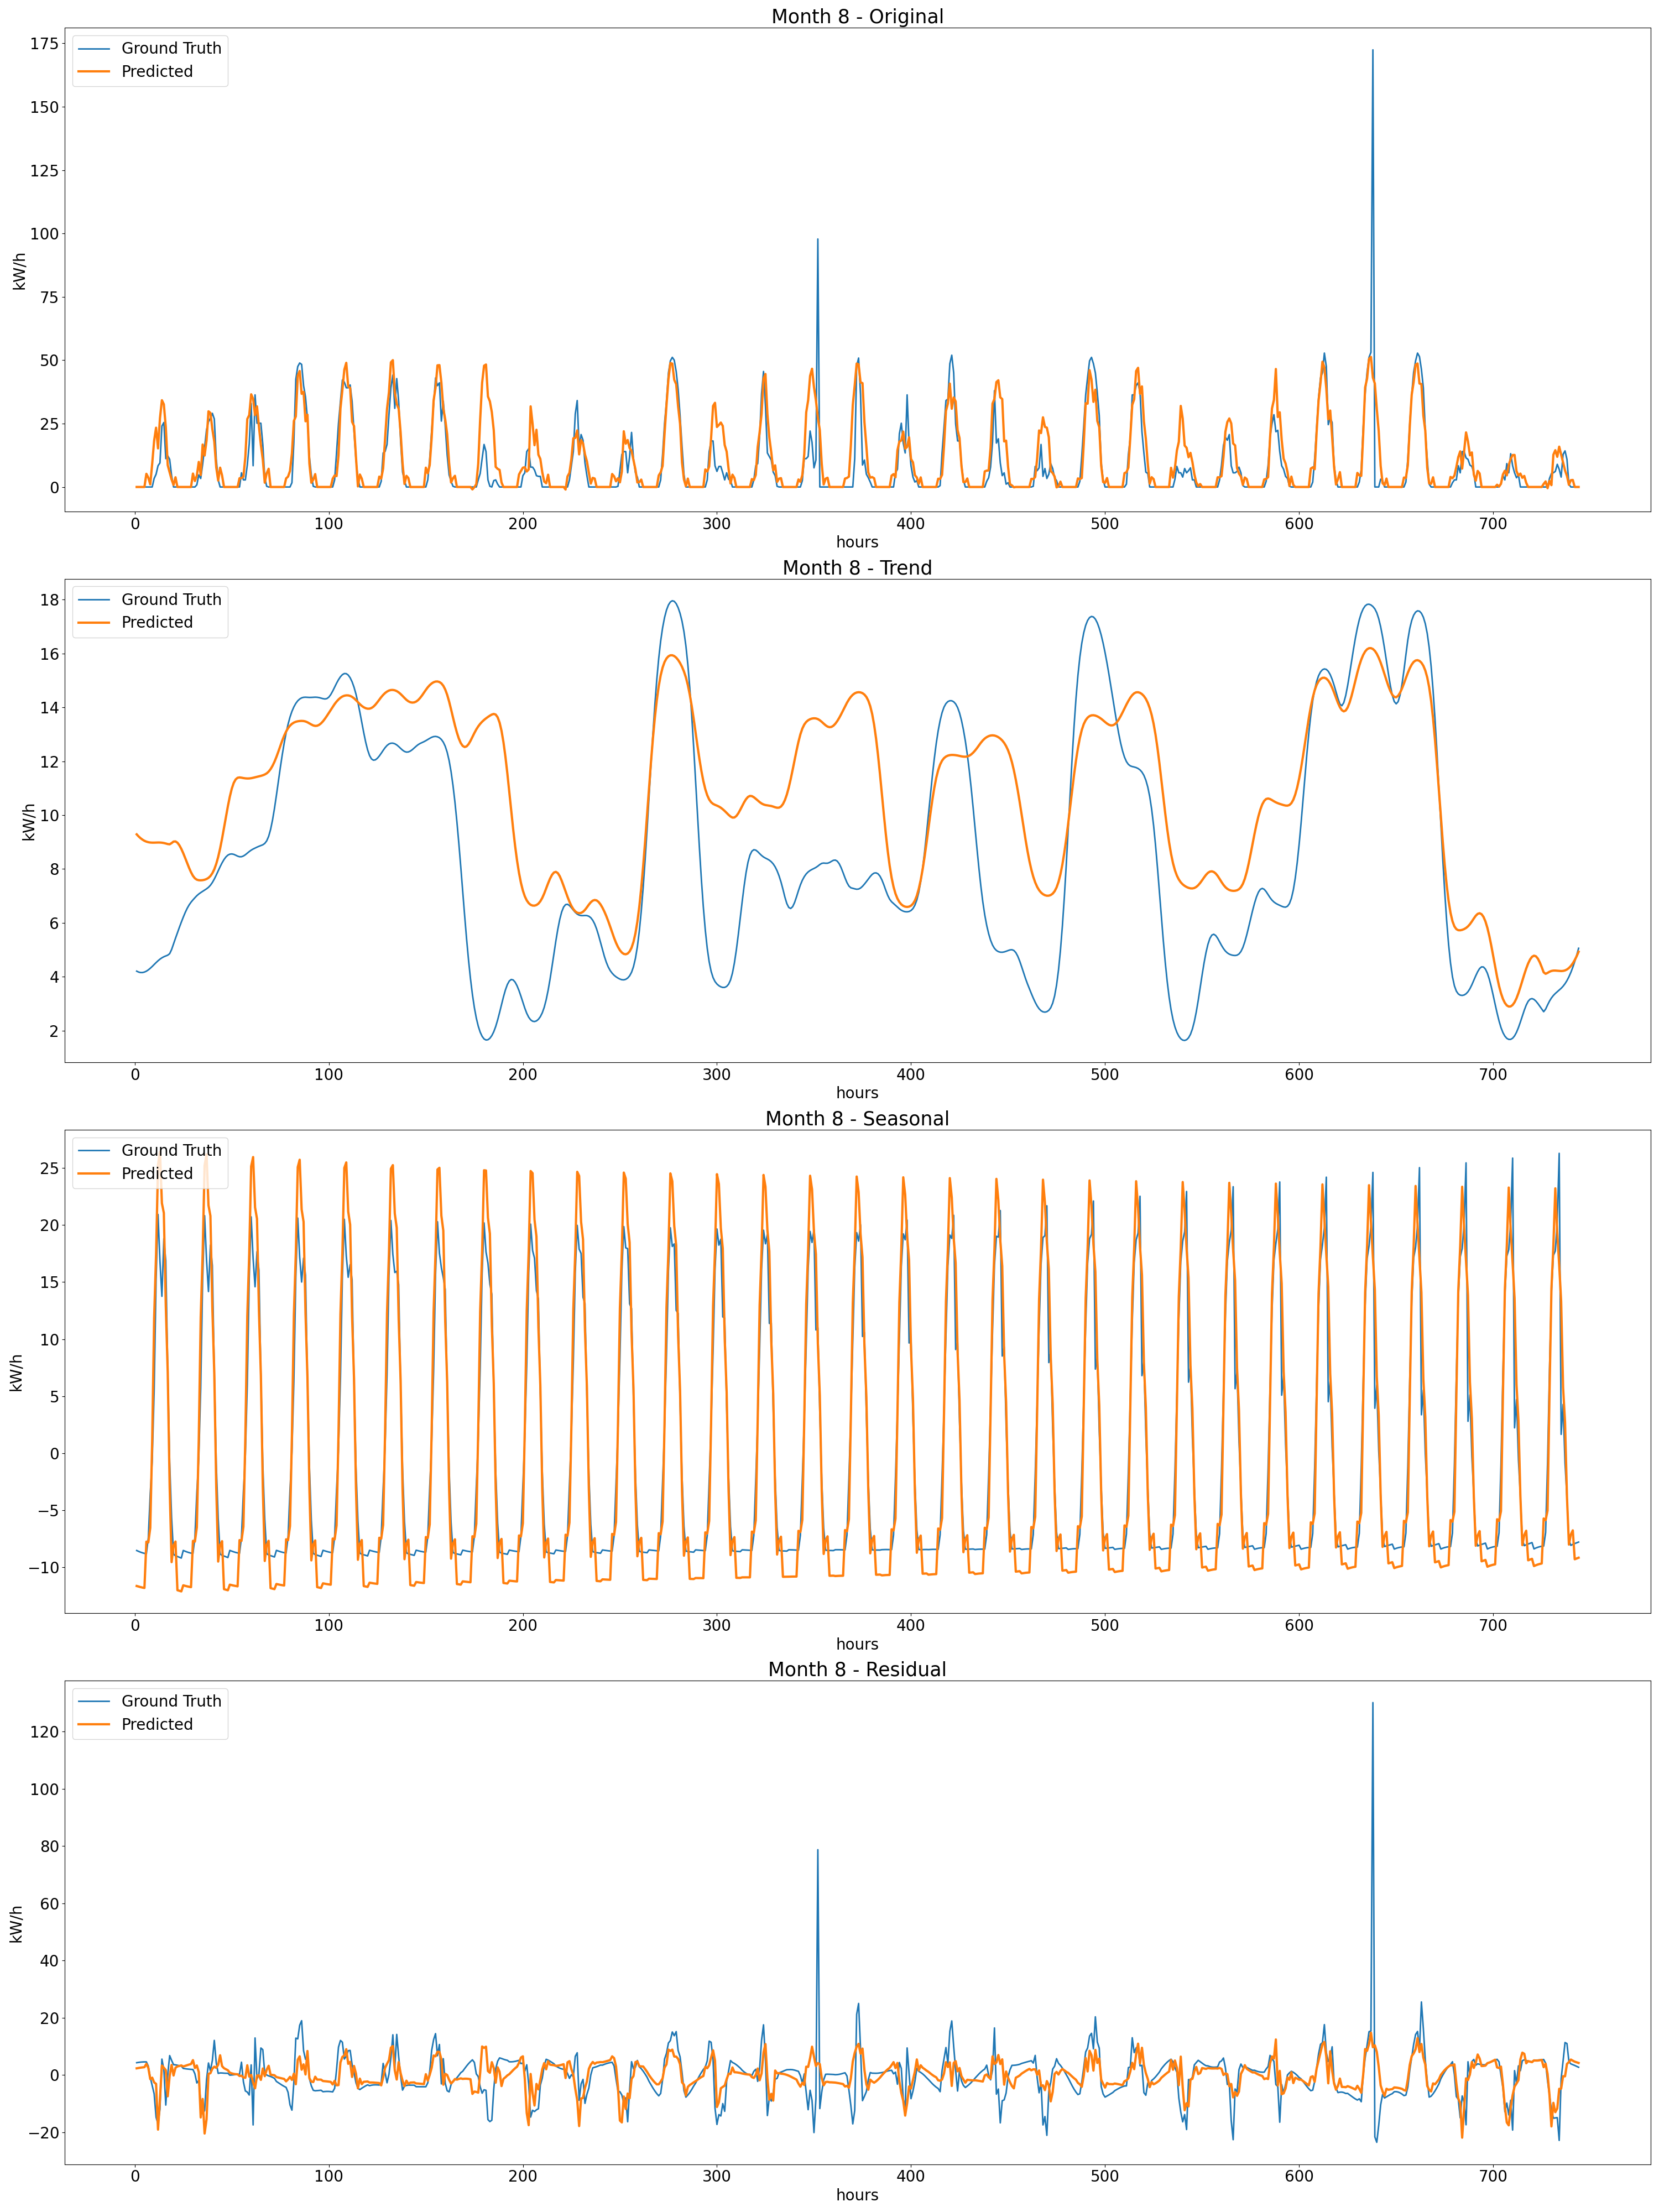 Month 8 - Original
Ground Truth
Predicted
175
150
125
100
75
50
25
0
kW/h
0 100 200 300 400 500 600 700
hours
Month 8 - Trend
Ground Truth
Predicted
18
16
14
12
10
8
6
4
2
kW/h
0 100 200 300 400 500 600 700
hours
Month 8 - Seasonal
Ground Truth
Predicted
25
20
15
10
5
0
−5
−10
kW/h
0 100 200 300 400 500 600 700
hours
Month 8 - Residual
Ground Truth
Predicted
120
100
80
60
40
20
0
−20
kW/h
0 100 200 300 400 500 600 700
hours